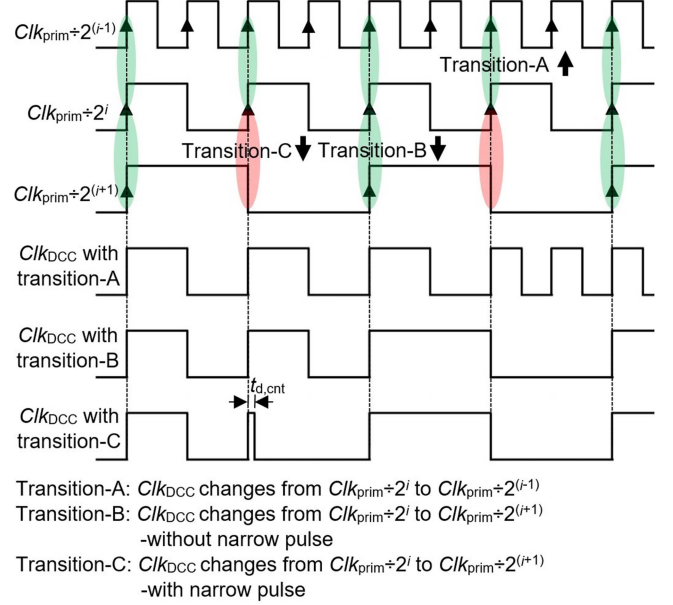 Clkprim÷2(i-1)
Transition-A
Clkprim÷2i
Transition-C Transition-B
Clkprim÷2(i+1)
ClkDCC with
transition-A
ClkDCC with
transition-B
td,cnt
ClkDCC with
transition-C
Transition-A: ClkDCC changes from Clkprim÷2i to Clkprim÷2(i-1)
Transition-B: ClkDCC changes from Clkprim÷2i to Clkprim÷2(i+1)
-without narrow pulse
Transition-C: ClkDCC changes from Clkprim÷2i to Clkprim÷2(i+1)
-with narrow pulse